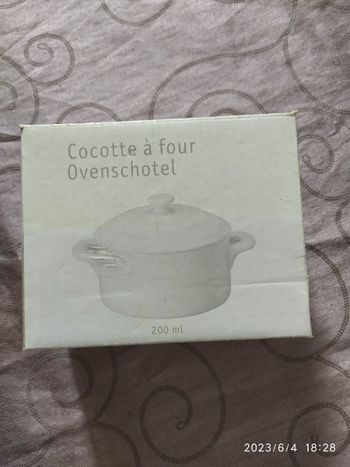 Cocotte à four
Ovenschotel
200 ml
2023/6/4 18:28